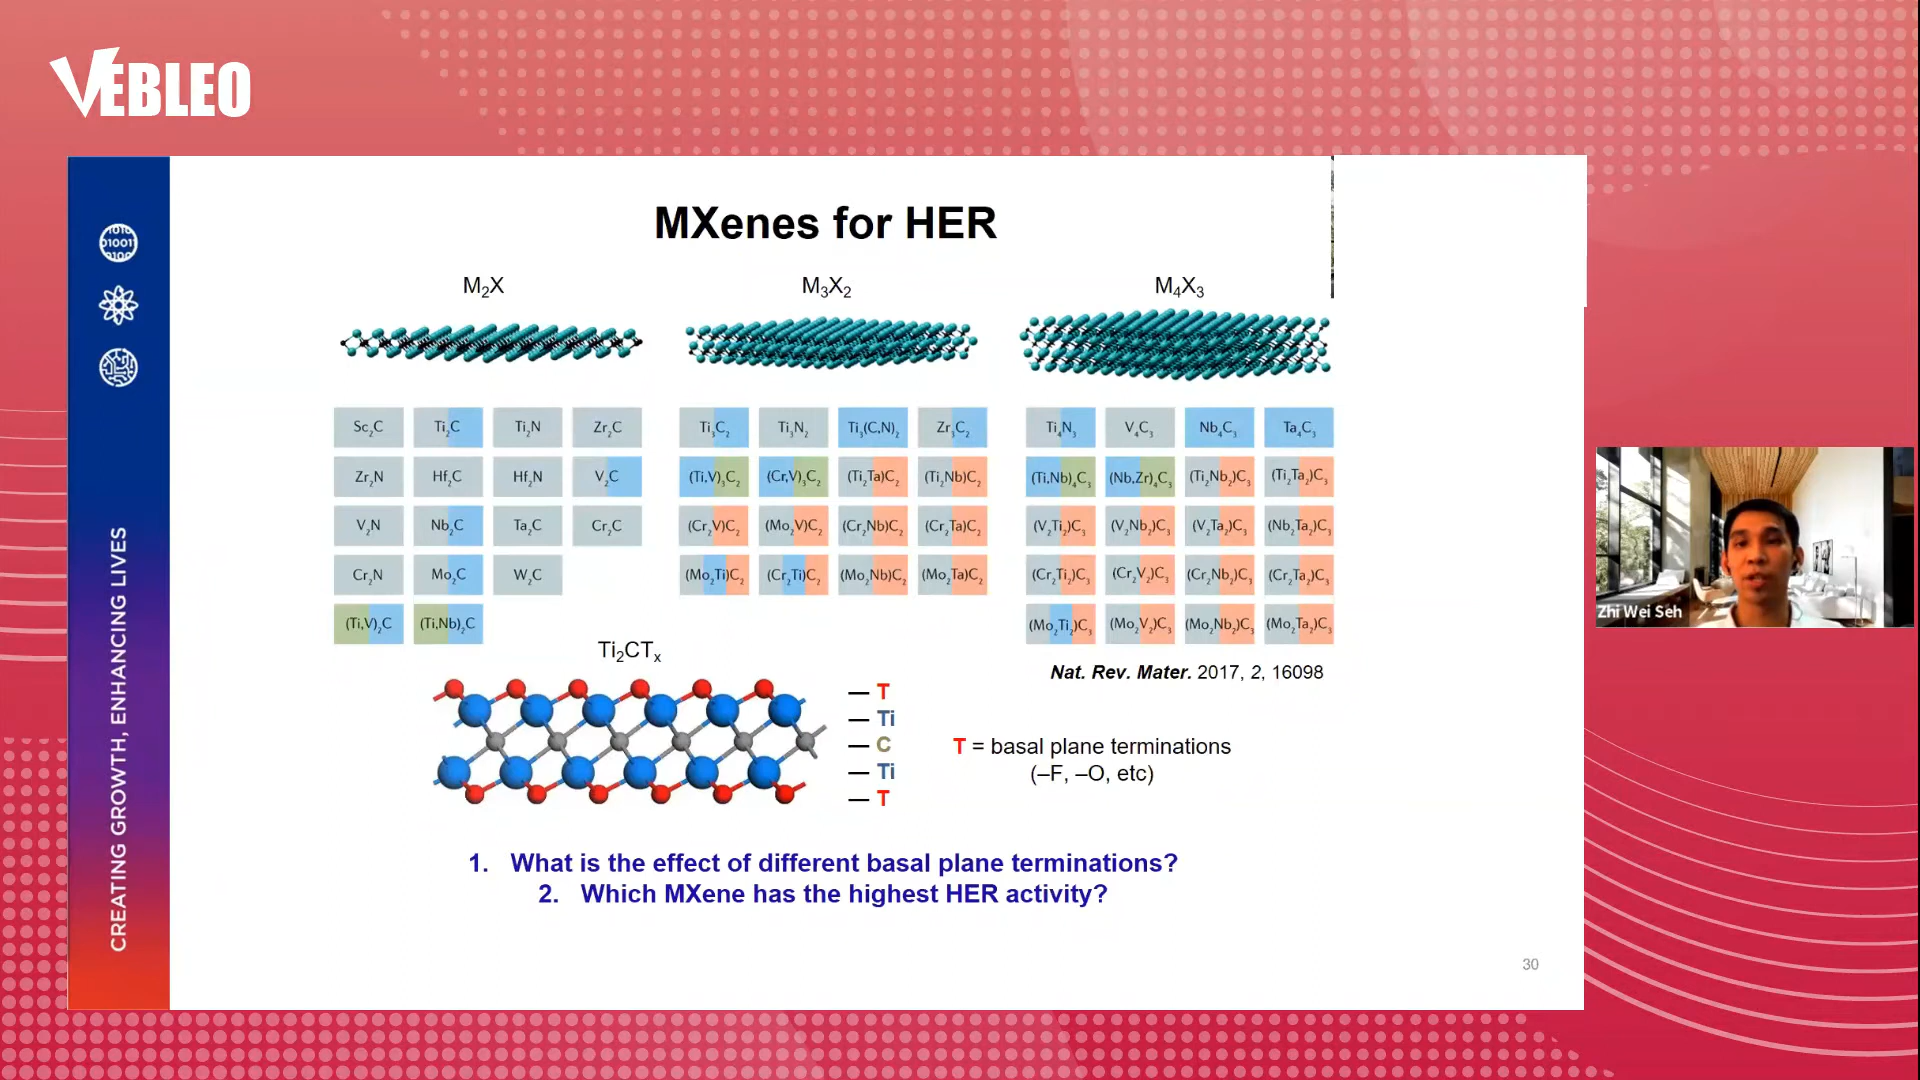 VEBLEO
CREATING GROWTH, ENHANCING LIVES
MXenes for HER
M₂X
M₃X₂
M₄X₃
Sc₂C Ti₂C Ti₂N Zr₂C
Zr₂N Hf₂C Hf₂N V₂C
V₂N Nb₂C Ta₂C Cr₂C
Cr₂N Mo₂C W₂C
(Ti,V)₂C (Ti,Nb)₂C
Ti₃C₂ Ti₃N₂ Ti₃(C,N)₂ Zr₃C₂
(Ti,V)₃C₂ (Cr,V)₃C₂ (Ti₂Ta)C₂ (Ti₂Nb)C₂
(Cr₂V)C₂ (Mo₂V)C₂ (Cr₂Nb)C₂ (Cr₂Ta)C₂
(Mo₂Ti)C₂ (Cr₂Ti)C₂ (Mo₂Nb)C₂ (Mo₂Ta)C₂
Ti₄N₃ V₄C₃ Nb₄C₃ Ta₄C₃
(Ti,Nb)₄C₃ (Nb,Zr)₄C₃ (Ti₂Nb₂)C₃ (Ti₂Ta₂)C₃
(V₂Ti₂)C₃ (V₂Nb₂)C₃ (V₂Ta₂)C₃ (Nb₂Ta₂)C₃
(Cr₂Ti₂)C₃ (Cr₂V₂)C₃ (Cr₂Nb₂)C₃ (Cr₂Ta₂)C₃
(Mo₂Ti₂)C₃ (Mo₂V₂)C₃ (Mo₂Nb₂)C₃ (Mo₂Ta₂)C₃
Nat. Rev. Mater. 2017, 2, 16098
Ti₂CTₓ
— T
— Ti
— C
— Ti
— T
T = basal plane terminations
(–F, –O, etc)
1. What is the effect of different basal plane terminations?
2. Which MXene has the highest HER activity?
30
Zhi Wei Seh